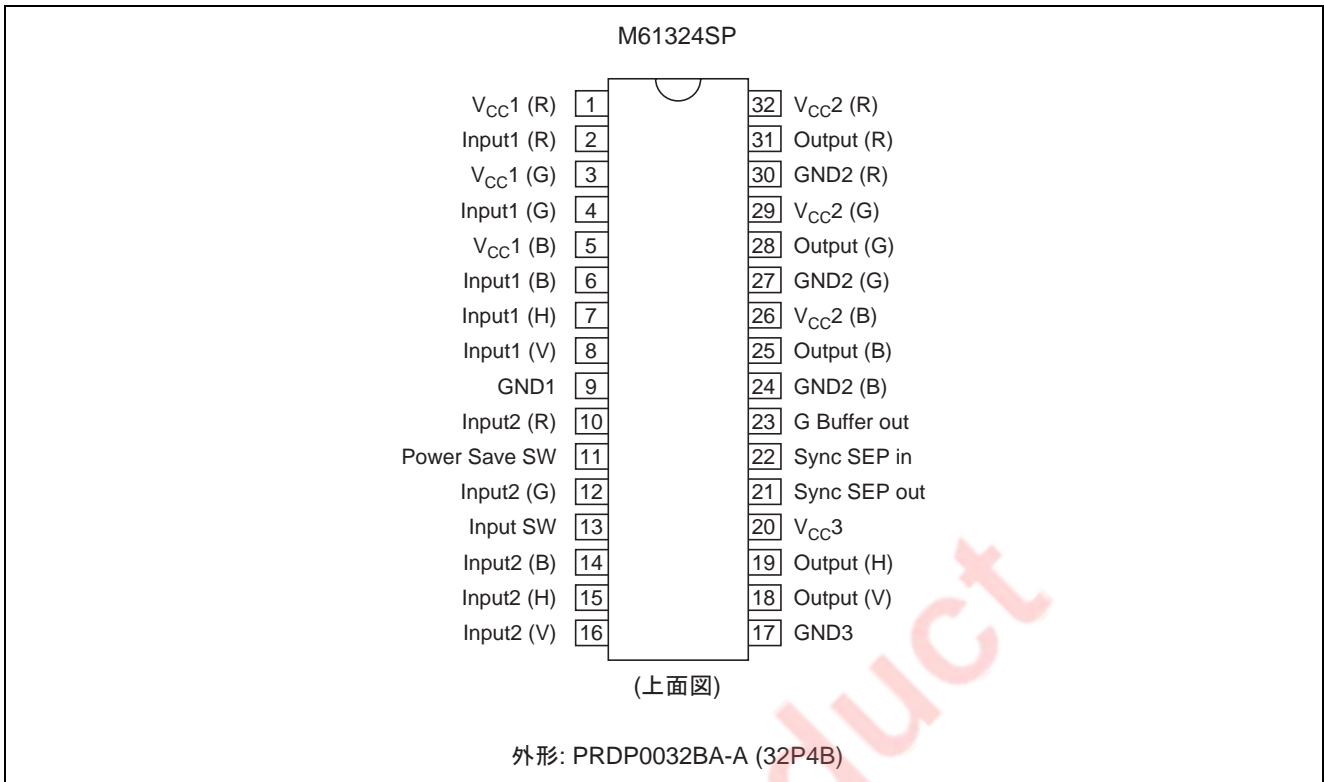 M61324SP
VCC1 (R) 1 32 VCC2 (R)
Input1 (R) 2 31 Output (R)
VCC1 (G) 3 30 GND2 (R)
Input1 (G) 4 29 VCC2 (G)
VCC1 (B) 5 28 Output (G)
Input1 (B) 6 27 GND2 (G)
Input1 (H) 7 26 VCC2 (B)
Input1 (V) 8 25 Output (B)
GND1 9 24 GND2 (B)
Input2 (R) 10 23 G Buffer out
Power Save SW 11 22 Sync SEP in
Input2 (G) 12 21 Sync SEP out
Input SW 13 20 VCC3
Input2 (B) 14 19 Output (H)
Input2 (H) 15 18 Output (V)
Input2 (V) 16 17 GND3
(上面図)
外形: PRDP0032BA-A (32P4B)
duct